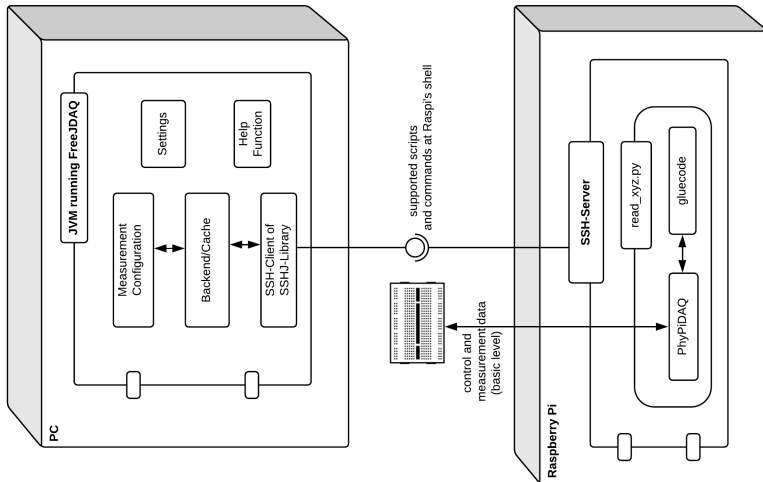 PC
JVM running FreeJDAQ
Measurement
Configuration
Settings
Backend/Cache
SSH-Client of
SSHJ-Library
Help
Function
supported scripts
and commands at Raspi's shell
control and
measurement data
(basic level)
Raspberry Pi
SSH-Server
read_xyz.py
PhyPiDAQ
gluecode